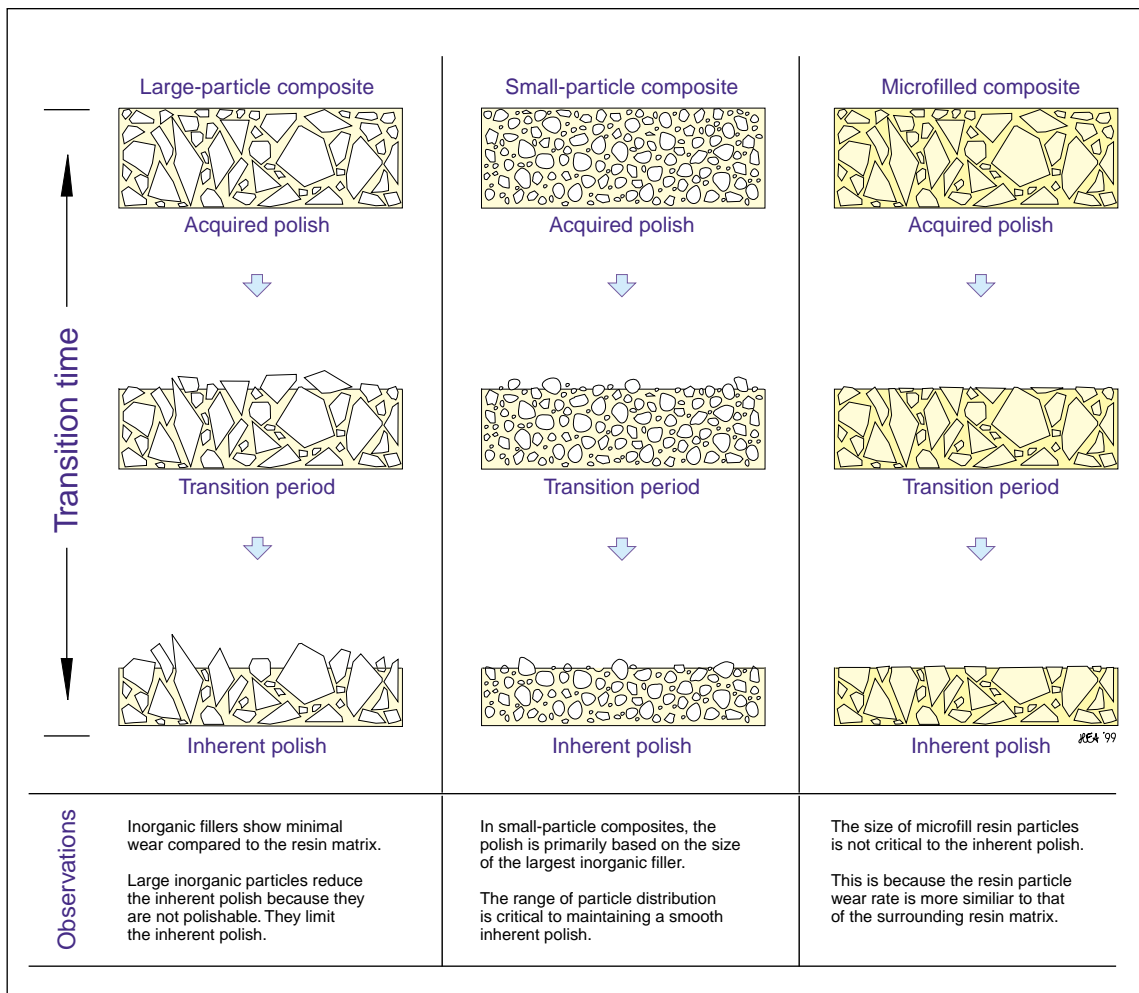 Large-particle composite
Small-particle composite
Microfilled composite
Acquired polish
Acquired polish
Acquired polish
Transition time
Transition period
Transition period
Transition period
Inherent polish
Inherent polish
Inherent polish
HEA '99
Observations
Inorganic fillers show minimal
wear compared to the resin matrix.
Large inorganic particles reduce
the inherent polish because they
are not polishable. They limit
the inherent polish.
In small-particle composites, the
polish is primarily based on the size
of the largest inorganic filler.
The range of particle distribution
is critical to maintaining a smooth
inherent polish.
The size of microfill resin particles
is not critical to the inherent polish.
This is because the resin particle
wear rate is more similiar to that
of the surrounding resin matrix.